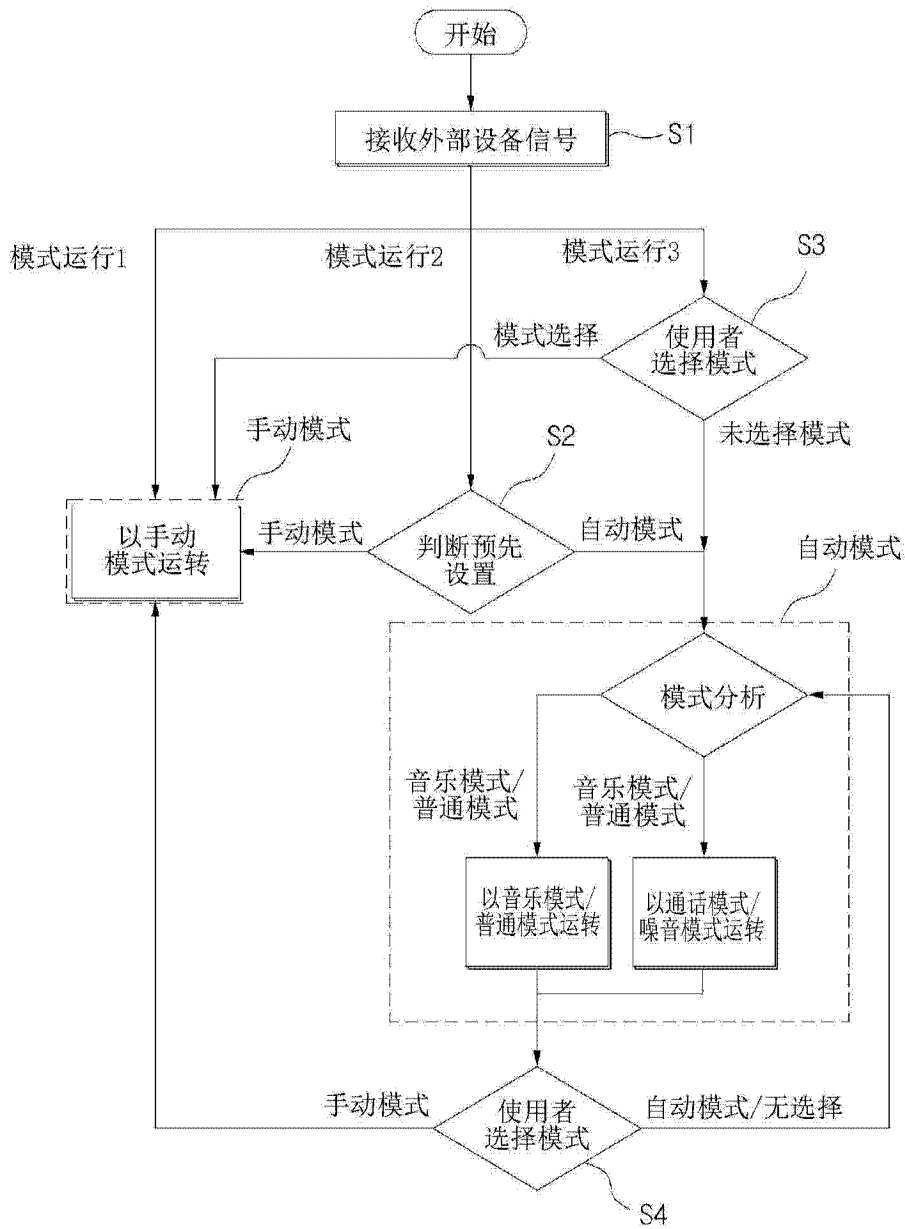 开始
接收外部设备信号
S1
模式运行1
模式运行2
模式运行3
S3
使用者
选择模式
模式选择
未选择模式
手动模式
S2
以手动
模式运转
手动模式
判断预先
设置
自动模式
自动模式
模式分析
音乐模式/
普通模式
音乐模式/
普通模式
以音乐模式/
普通模式运转
以通话模式/
噪音模式运转
手动模式
使用者
选择模式
自动模式/无选择
S4